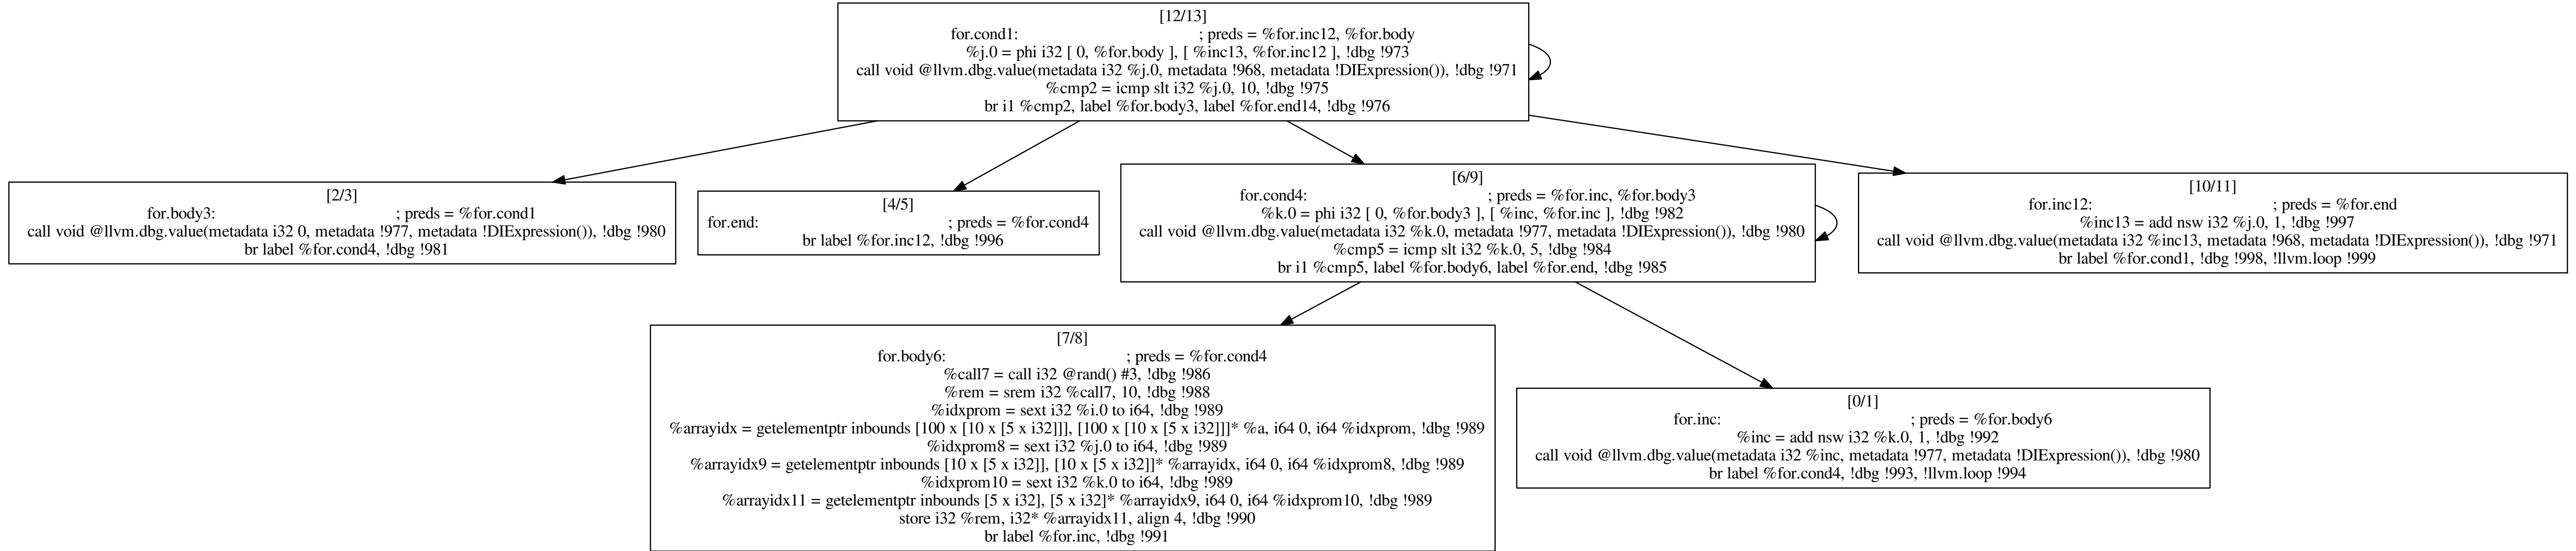 [12/13]
for.cond1: ; preds = %for.inc12, %for.body
%j.0 = phi i32 [ 0, %for.body ], [ %inc13, %for.inc12 ], !dbg !973
call void @llvm.dbg.value(metadata i32 %j.0, metadata !968, metadata !DIExpression()), !dbg !971
%cmp2 = icmp slt i32 %j.0, 10, !dbg !975
br i1 %cmp2, label %for.body3, label %for.end14, !dbg !976
[2/3]
for.body3: ; preds = %for.cond1
call void @llvm.dbg.value(metadata i32 0, metadata !977, metadata !DIExpression()), !dbg !980
br label %for.cond4, !dbg !981
[4/5]
for.end: ; preds = %for.cond4
br label %for.inc12, !dbg !996
[6/9]
for.cond4: ; preds = %for.inc, %for.body3
%k.0 = phi i32 [ 0, %for.body3 ], [ %inc, %for.inc ], !dbg !982
call void @llvm.dbg.value(metadata i32 %k.0, metadata !977, metadata !DIExpression()), !dbg !980
%cmp5 = icmp slt i32 %k.0, 5, !dbg !984
br i1 %cmp5, label %for.body6, label %for.end, !dbg !985
[10/11]
for.inc12: ; preds = %for.end
%inc13 = add nsw i32 %j.0, 1, !dbg !997
call void @llvm.dbg.value(metadata i32 %inc13, metadata !968, metadata !DIExpression()), !dbg !971
br label %for.cond1, !dbg !998, !llvm.loop !999
[7/8]
for.body6: ; preds = %for.cond4
%call7 = call i32 @rand() #3, !dbg !986
%rem = srem i32 %call7, 10, !dbg !988
%idxprom = sext i32 %i.0 to i64, !dbg !989
%arrayidx = getelementptr inbounds [100 x [10 x [5 x i32]]], [100 x [10 x [5 x i32]]]* %a, i64 0, i64 %idxprom, !dbg !989
%idxprom8 = sext i32 %j.0 to i64, !dbg !989
%arrayidx9 = getelementptr inbounds [10 x [5 x i32]], [10 x [5 x i32]]* %arrayidx, i64 0, i64 %idxprom8, !dbg !989
%idxprom10 = sext i32 %k.0 to i64, !dbg !989
%arrayidx11 = getelementptr inbounds [5 x i32], [5 x i32]* %arrayidx9, i64 0, i64 %idxprom10, !dbg !989
store i32 %rem, i32* %arrayidx11, align 4, !dbg !990
br label %for.inc, !dbg !991
[0/1]
for.inc: ; preds = %for.body6
%inc = add nsw i32 %k.0, 1, !dbg !992
call void @llvm.dbg.value(metadata i32 %inc, metadata !977, metadata !DIExpression()), !dbg !980
br label %for.cond4, !dbg !993, !llvm.loop !994